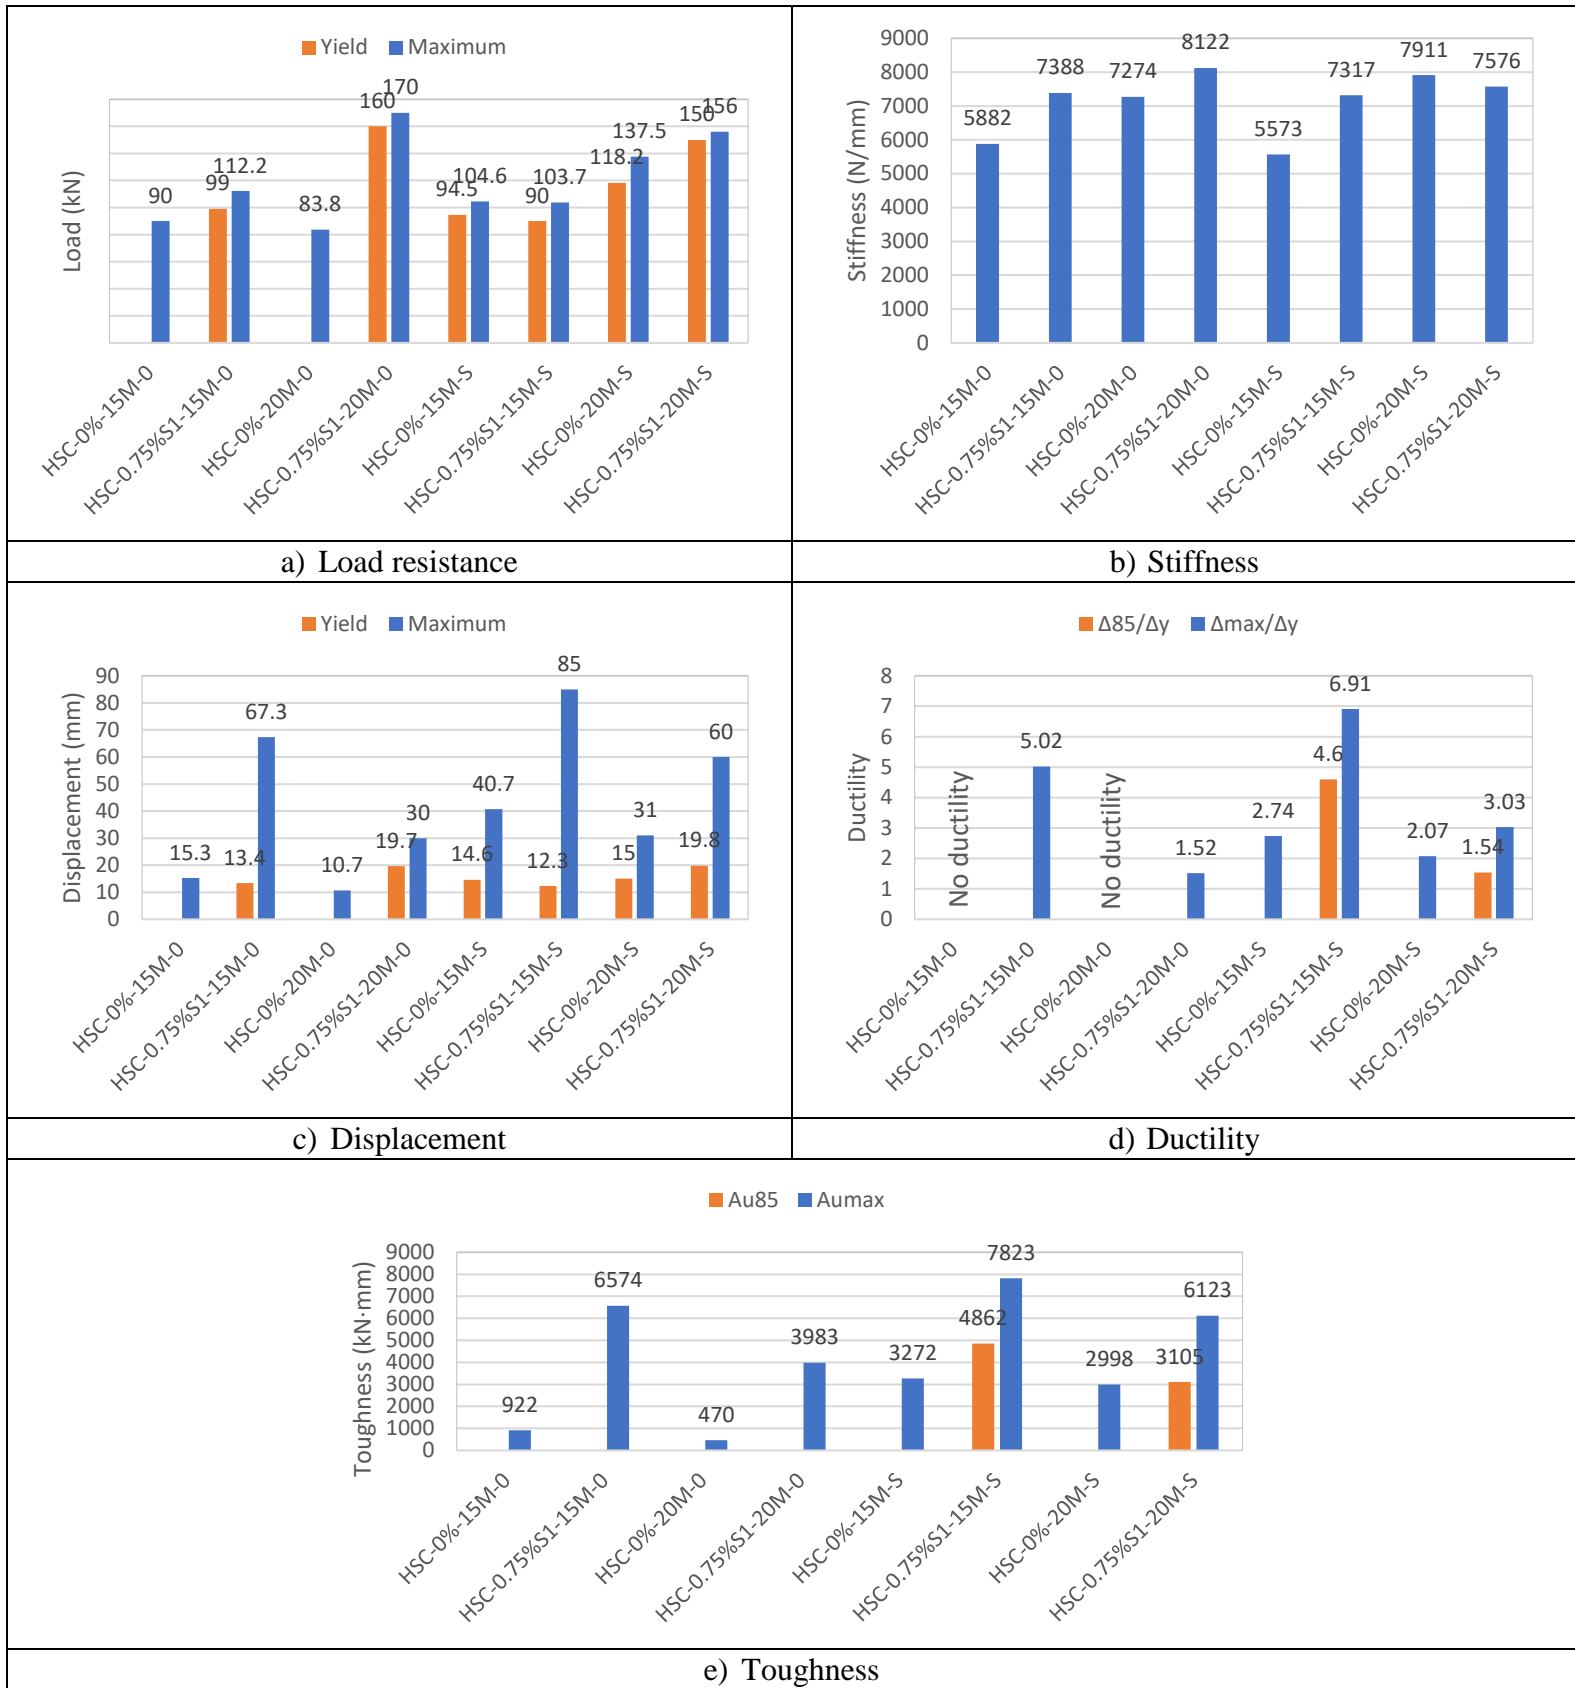 Yield Maximum
Load (kN)
90
99
112.2
83.8
160
170
94.5
104.6
90
103.7
118.2
137.5
150
156
HSC-0%-15M-0
HSC-0.75%S1-15M-0
HSC-0%-20M-0
HSC-0.75%S1-20M-0
HSC-0%-15M-S
HSC-0.75%S1-15M-S
HSC-0%-20M-S
HSC-0.75%S1-20M-S
a) Load resistance
Stiffness (N/mm)
9000
8000
7000
6000
5000
4000
3000
2000
1000
0
5882
7388
7274
8122
5573
7317
7911
7576
HSC-0%-15M-0
HSC-0.75%S1-15M-0
HSC-0%-20M-0
HSC-0.75%S1-20M-0
HSC-0%-15M-S
HSC-0.75%S1-15M-S
HSC-0%-20M-S
HSC-0.75%S1-20M-S
b) Stiffness
Yield Maximum
Displacement (mm)
90
80
70
60
50
40
30
20
10
0
15.3
13.4
67.3
10.7
19.7
30
14.6
40.7
12.3
85
15
31
19.8
60
HSC-0%-15M-0
HSC-0.75%S1-15M-0
HSC-0%-20M-0
HSC-0.75%S1-20M-0
HSC-0%-15M-S
HSC-0.75%S1-15M-S
HSC-0%-20M-S
HSC-0.75%S1-20M-S
c) Displacement
Δ85/Δy Δmax/Δy
Ductility
8
7
6
5
4
3
2
1
0
No ductility
5.02
No ductility
1.52
2.74
4.6
6.91
2.07
1.54
3.03
HSC-0%-15M-0
HSC-0.75%S1-15M-0
HSC-0%-20M-0
HSC-0.75%S1-20M-0
HSC-0%-15M-S
HSC-0.75%S1-15M-S
HSC-0%-20M-S
HSC-0.75%S1-20M-S
d) Ductility
Au85 Aumax
Toughness (kN·mm)
9000
8000
7000
6000
5000
4000
3000
2000
1000
0
922
6574
470
3983
3272
4862
7823
2998
3105
6123
HSC-0%-15M-0
HSC-0.75%S1-15M-0
HSC-0%-20M-0
HSC-0.75%S1-20M-0
HSC-0%-15M-S
HSC-0.75%S1-15M-S
HSC-0%-20M-S
HSC-0.75%S1-20M-S
e) Toughness